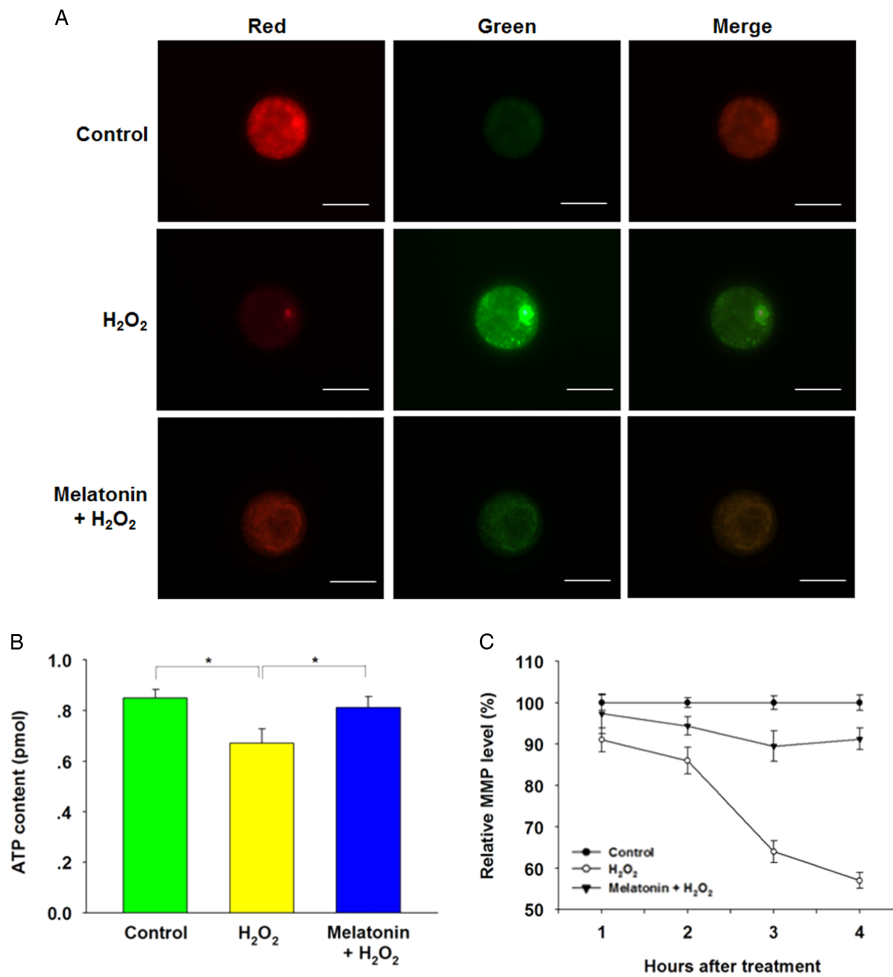 A
Red Green Merge
Control
H₂O₂
Melatonin
+ H₂O₂
B
ATP content (pmol)
1.0
.8
.6
.4
.2
0.0
* *
Control H₂O₂ Melatonin
+ H₂O₂
C
Relative MMP level (%)
110
100
90
80
70
60
50
Control
H₂O₂
Melatonin + H₂O₂
1 2 3 4
Hours after treatment